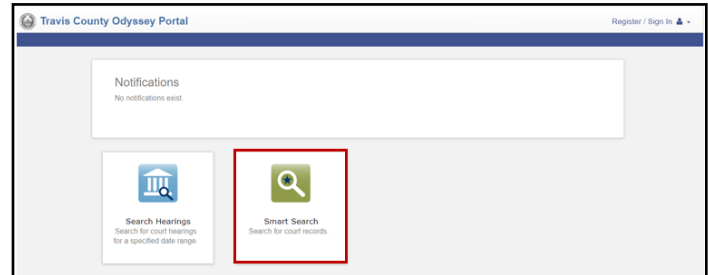 Travis County Odyssey Portal
Register / Sign In
Notifications
No notifications exist.
Search Hearings
Search for court hearings
for a specified date range.
Smart Search
Search for court records.